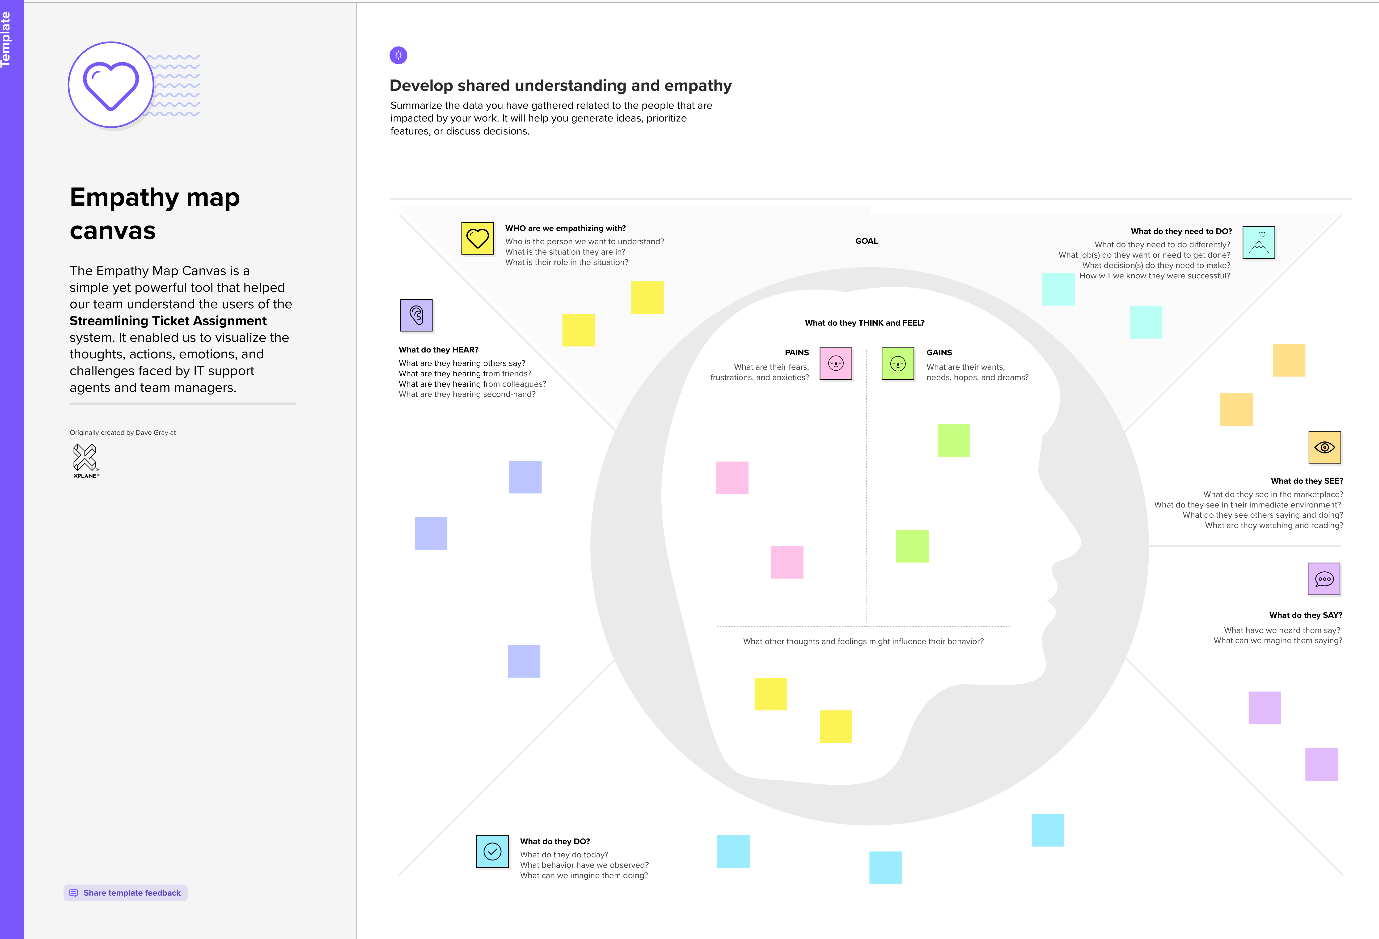 Template
Empathy map
canvas
The Empathy Map Canvas is a
simple yet powerful tool that helped
our team understand the users of the
Streamlining Ticket Assignment
system. It enabled us to visualize the
thoughts, actions, emotions, and
challenges faced by IT support
agents and team managers.
Originally created by Dave Gray at
XPLANE
Share template feedback
Develop shared understanding and empathy
Summarize the data you have gathered related to the people that are
impacted by your work. It will help you generate ideas, prioritize
features, or discuss decisions.
WHO are we empathizing with?
Who is the person we want to understand?
What is the situation they are in?
What is their role in the situation?
GOAL
What do they need to DO?
What do they need to do differently?
What job(s) do they want or need to get done?
What decision(s) do they need to make?
How will we know they were successful?
What do they HEAR?
What are they hearing others say?
What are they hearing from friends?
What are they hearing from colleagues?
What are they hearing second-hand?
What do they THINK and FEEL?
PAINS
What are their fears,
frustrations, and anxieties?
GAINS
What are their wants,
needs, hopes, and dreams?
What other thoughts and feelings might influence their behavior?
What do they SEE?
What do they see in the marketplace?
What do they see in their immediate environment?
What do they see others saying and doing?
What are they watching and reading?
What do they SAY?
What have we heard them say?
What can we magine them saying?
What do they DO?
What do they do today?
What behavior have we observed?
What can we imagine them doing?